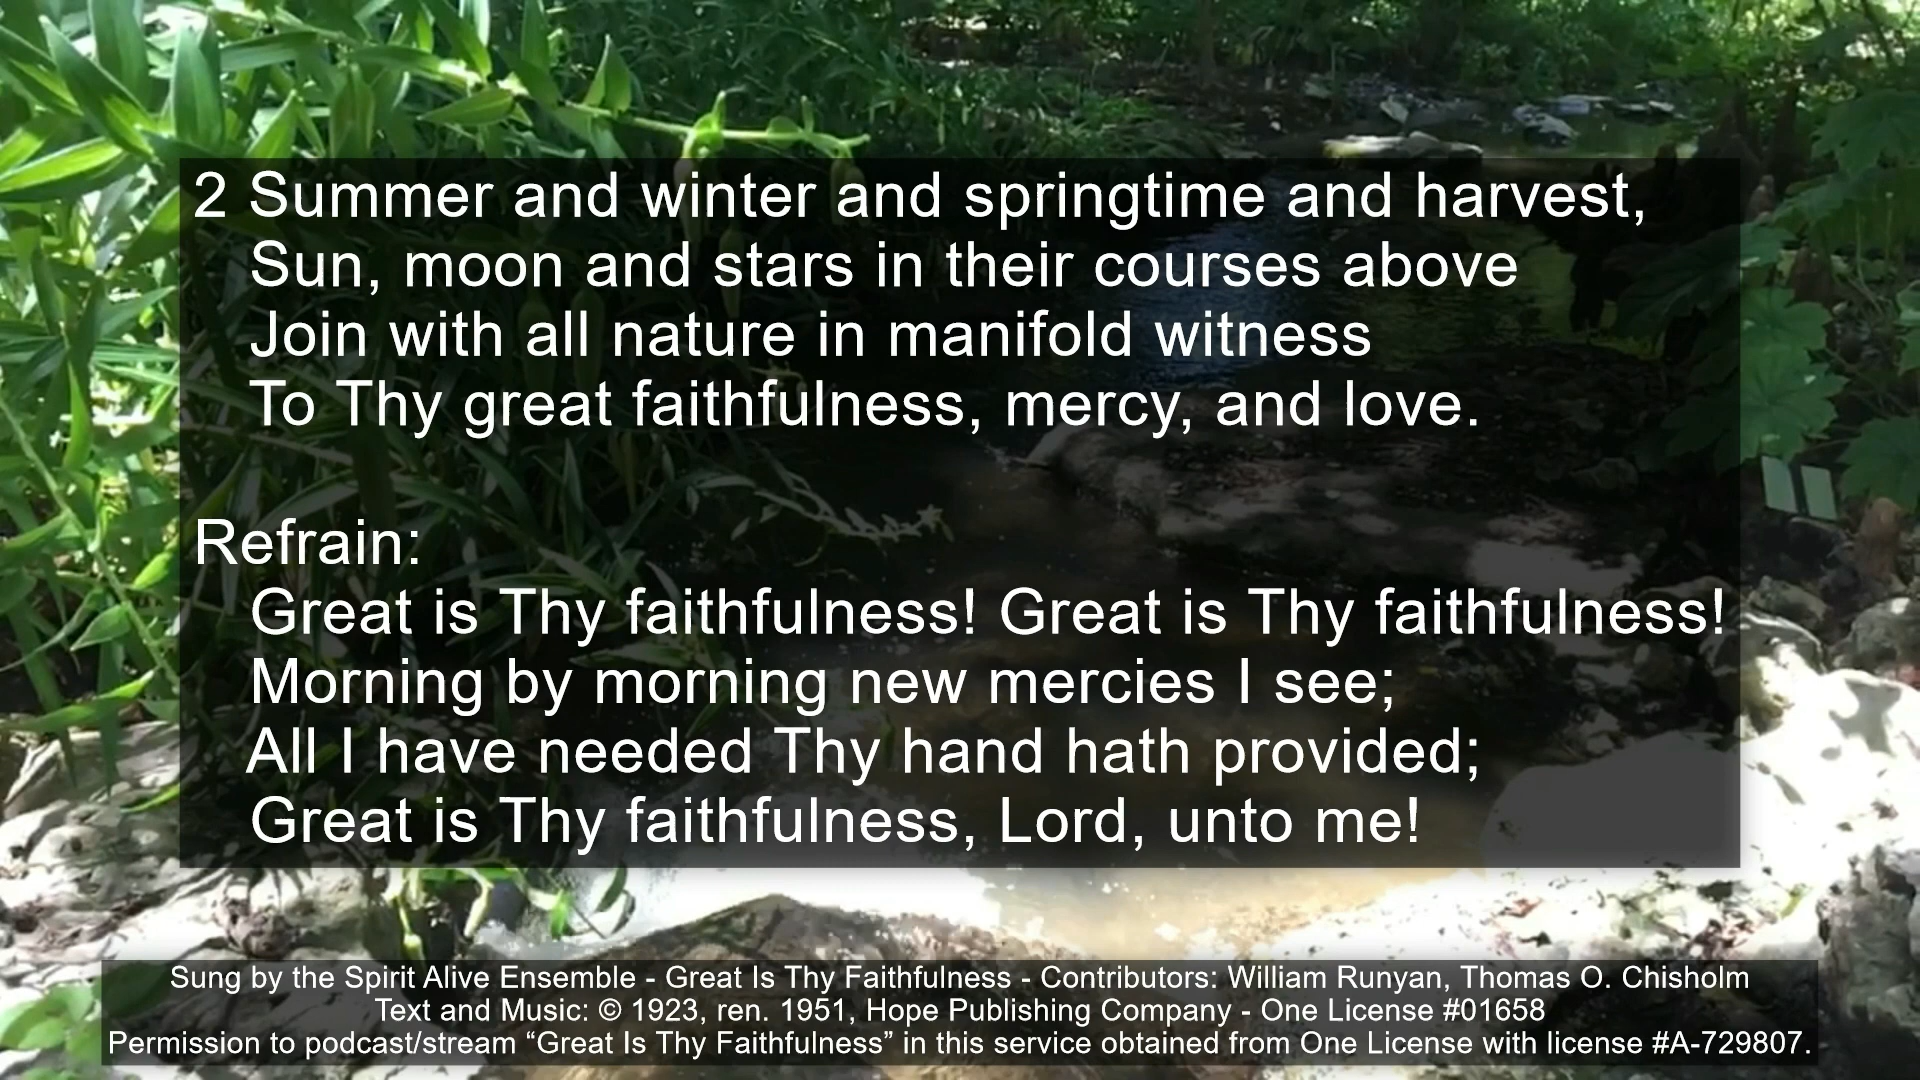 2 Summer and winter and springtime and harvest,
Sun, moon and stars in their courses above
Join with all nature in manifold witness
To Thy great faithfulness, mercy, and love.
Refrain:
Great is Thy faithfulness! Great is Thy faithfulness!
Morning by morning new mercies I see;
All I have needed Thy hand hath provided;
Great is Thy faithfulness, Lord, unto me!
Sung by the Spirit Alive Ensemble - Great Is Thy Faithfulness - Contributors: William Runyan, Thomas O. Chisholm
Text and Music: © 1923, ren. 1951, Hope Publishing Company - One License #01658
Permission to podcast/stream “Great Is Thy Faithfulness” in this service obtained from One License with license #A-729807.